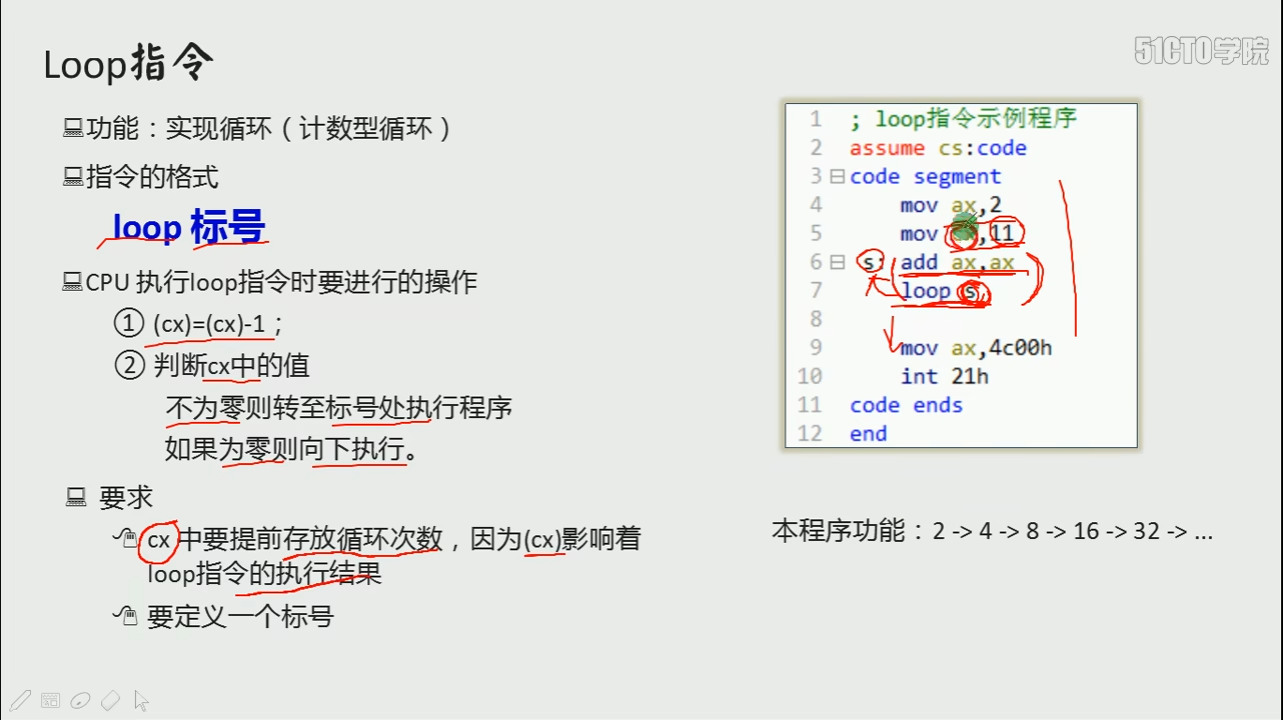 Loop指令
51CTO学院
功能：实现循环（计数型循环）
指令的格式
loop 标号
CPU 执行loop指令时要进行的操作
① (cx)=(cx)-1；
② 判断cx中的值
不为零则转至标号处执行程序
如果为零则向下执行。
要求
cx 中要提前存放循环次数，因为(cx)影响着
loop指令的执行结果
要定义一个标号
1 ; loop指令示例程序
2 assume cs:code
3 code segment
4 mov ax,2
5 mov ,11
6 s: add ax,ax
7 loop s
8
9 mov ax,4c00h
10 int 21h
11 code ends
12 end
本程序功能：2 -> 4 -> 8 -> 16 -> 32 -> ...